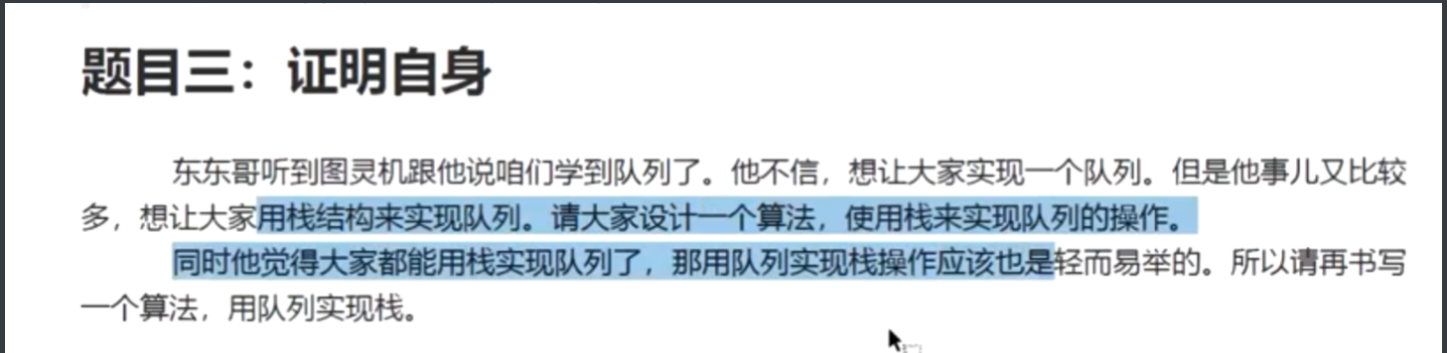 题目三：证明自身
东东哥听到图灵机跟他说咱们学到队列了。他不信，想让大家实现一个队列。但是他事儿又比较
多，想让大家用栈结构来实现队列。请大家设计一个算法，使用栈来实现队列的操作。
同时他觉得大家都能用栈实现队列了，那用队列实现栈操作应该也是轻而易举的。所以请再书写
一个算法，用队列实现栈。